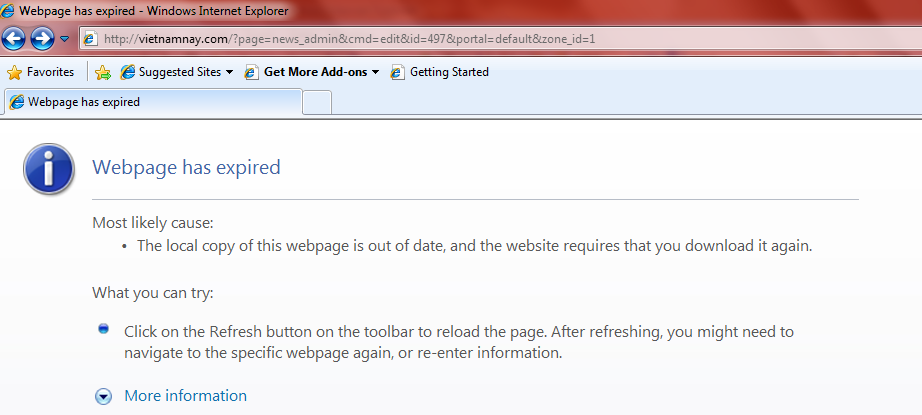 Webpage has expired - Windows Internet Explorer
http://vietnamnay.com/?page=news_admin&cmd=edit&id=497&portal=default&zone_id=1
Favorites Suggested Sites Get More Add-ons Getting Started
Webpage has expired
Webpage has expired
Most likely cause:
• The local copy of this webpage is out of date, and the website requires that you download it again.
What you can try:
Click on the Refresh button on the toolbar to reload the page. After refreshing, you might need to
navigate to the specific webpage again, or re-enter information.
More information